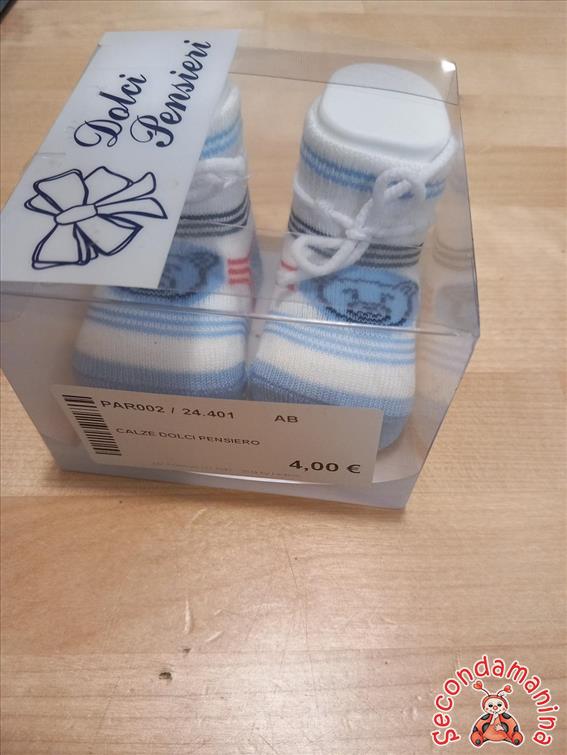 Dolci
Pensieri
PAR002 / 24.401 AB
CALZE DOLCI PENSIERO
4,00 €
Secondamanina